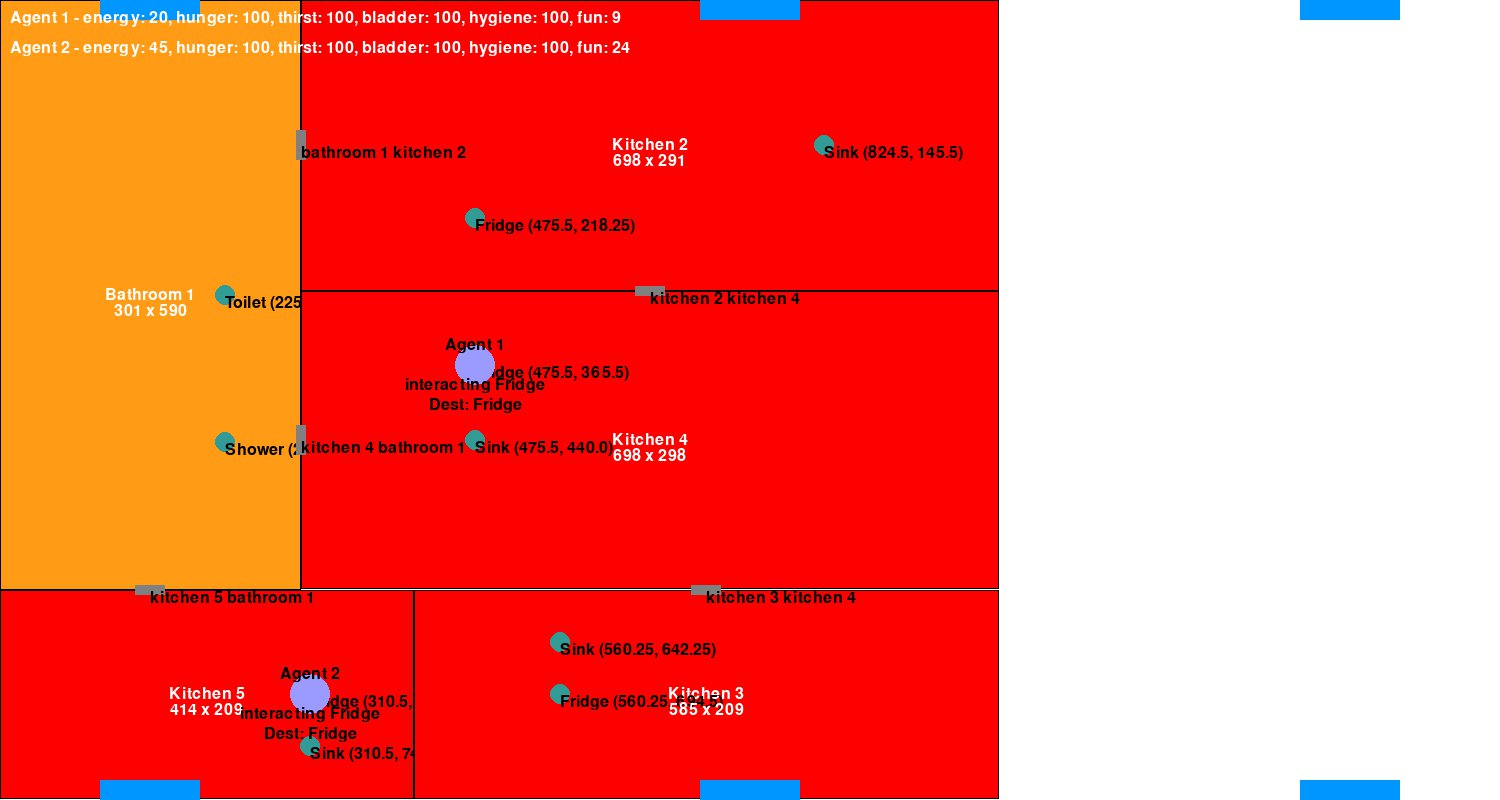 Agent 1 - energy: 20, hunger: 100, thirst: 100, bladder: 100, hygiene: 100, fun: 9
Agent 2 - energy: 45, hunger: 100, thirst: 100, bladder: 100, hygiene: 100, fun: 24
bathroom 1 kitchen 2
Kitchen 2
698 x 291
Sink (824.5, 145.5)
Fridge (475.5, 218.25)
Bathroom 1
301 x 590
Toilet (225
kitchen 2 kitchen 4
Agent 1
dge (475.5, 365.5)
interacting Fridge
Dest: Fridge
Shower (
kitchen 4 bathroom 1
Sink (475.5, 440.0)
Kitchen 4
698 x 298
kitchen 5 bathroom 1
kitchen 3 kitchen 4
Sink (560.25, 642.25)
Agent 2
Kitchen 5
414 x 209
dge (310.5,
interacting Fridge
Dest: Fridge
Sink (310.5, 74
Fridge (560.25,
Kitchen 3
585 x 209